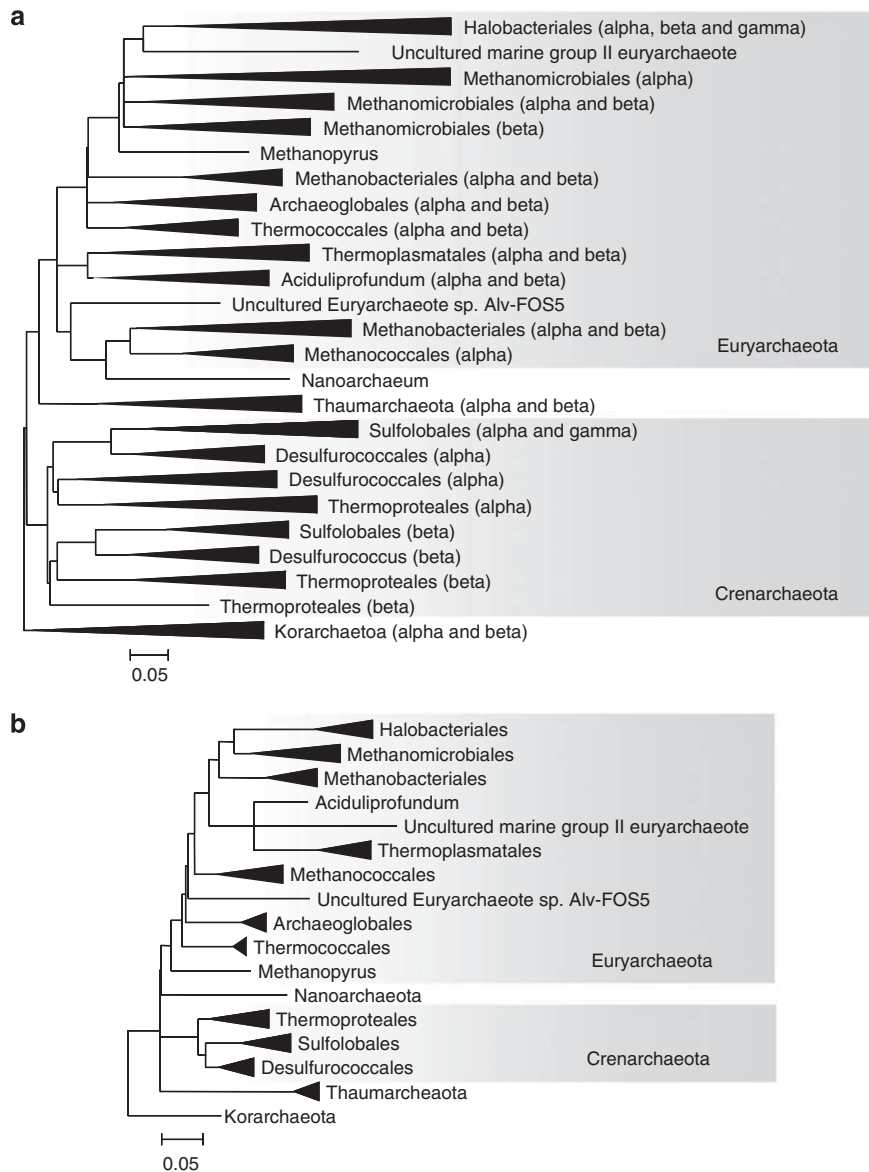 a
Halobacteriales (alpha, beta and gamma)
Uncultured marine group II euryarchaeote
Methanomicrobiales (alpha)
Methanomicrobiales (alpha and beta)
Methanomicrobiales (beta)
Methanopyrus
Methanobacteriales (alpha and beta)
Archaeoglobales (alpha and beta)
Thermococcales (alpha and beta)
Thermoplasmatales (alpha and beta)
Aciduliprofundum (alpha and beta)
Uncultured Euryarchaeote sp. Alv-FOS5
Methanobacteriales (alpha and beta)
Methanococcales (alpha)
Euryarchaeota
Nanoarchaeum
Thaumarchaeota (alpha and beta)
Sulfolobales (alpha and gamma)
Desulfurococcales (alpha)
Desulfurococcales (alpha)
Thermoproteales (alpha)
Sulfolobales (beta)
Desulfurococcus (beta)
Thermoproteales (beta)
Crenarchaeota
Thermoproteales (beta)
Korarchaetoa (alpha and beta)
0.05
b
Halobacteriales
Methanomicrobiales
Methanobacteriales
Aciduliprofundum
Uncultured marine group II euryarchaeote
Thermoplasmatales
Methanococcales
Uncultured Euryarchaeote sp. Alv-FOS5
Archaeoglobales
Thermococcales
Euryarchaeota
Methanopyrus
Nanoarchaeota
Thermoproteales
Sulfolobales
Crenarchaeota
Desulfurococcales
Thaumarcheaota
Korarchaeota
0.05